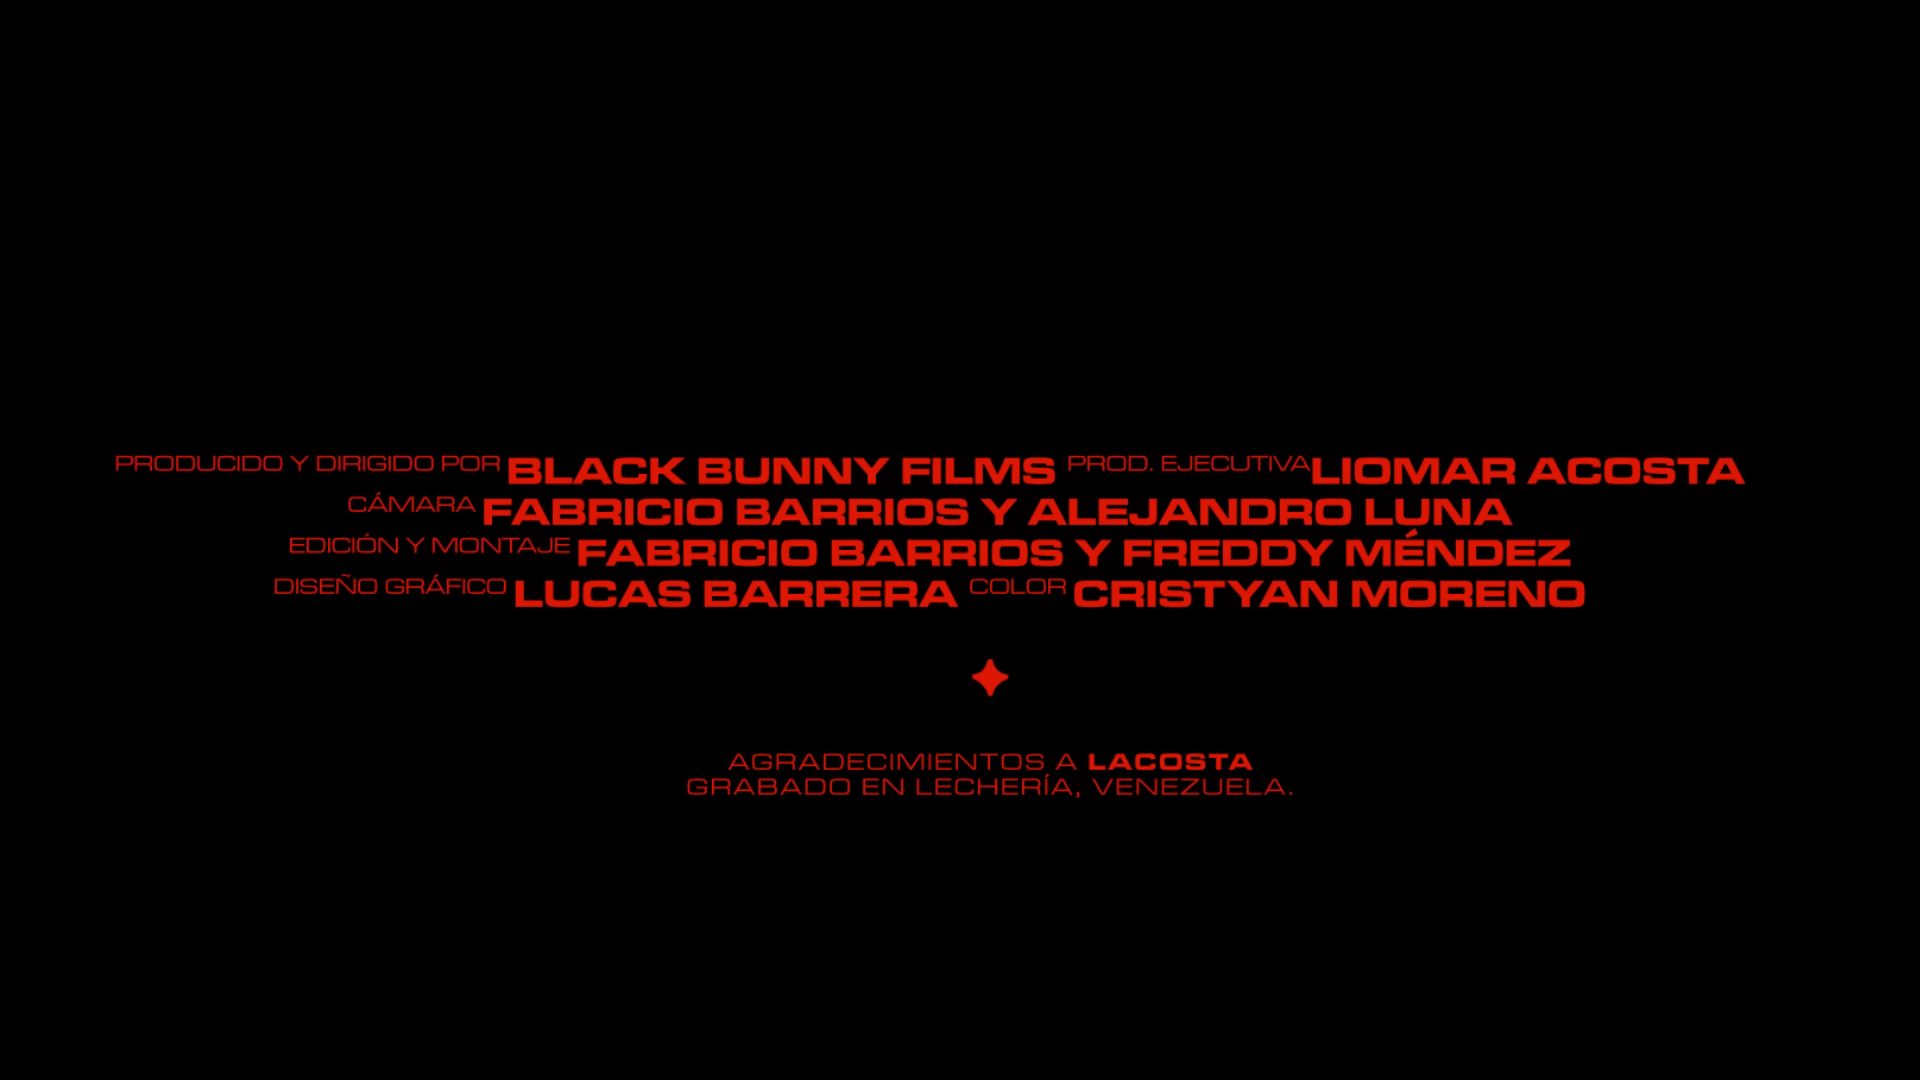 PRODUCIDO Y DIRIGIDO POR BLACK BUNNY FILMS PROD. EJECUTIVA LIOMAR ACOSTA
CÁMARA FABRICIO BARRIOS Y ALEJANDRO LUNA
EDICIÓN Y MONTAJE FABRICIO BARRIOS Y FREDDY MÉNDEZ
DISEÑO GRÁFICO LUCAS BARRERA COLOR CRISTYAN MORENO
AGRADECIMIENTOS A LACOSTA
GRABADO EN LECHERÍA, VENEZUELA.